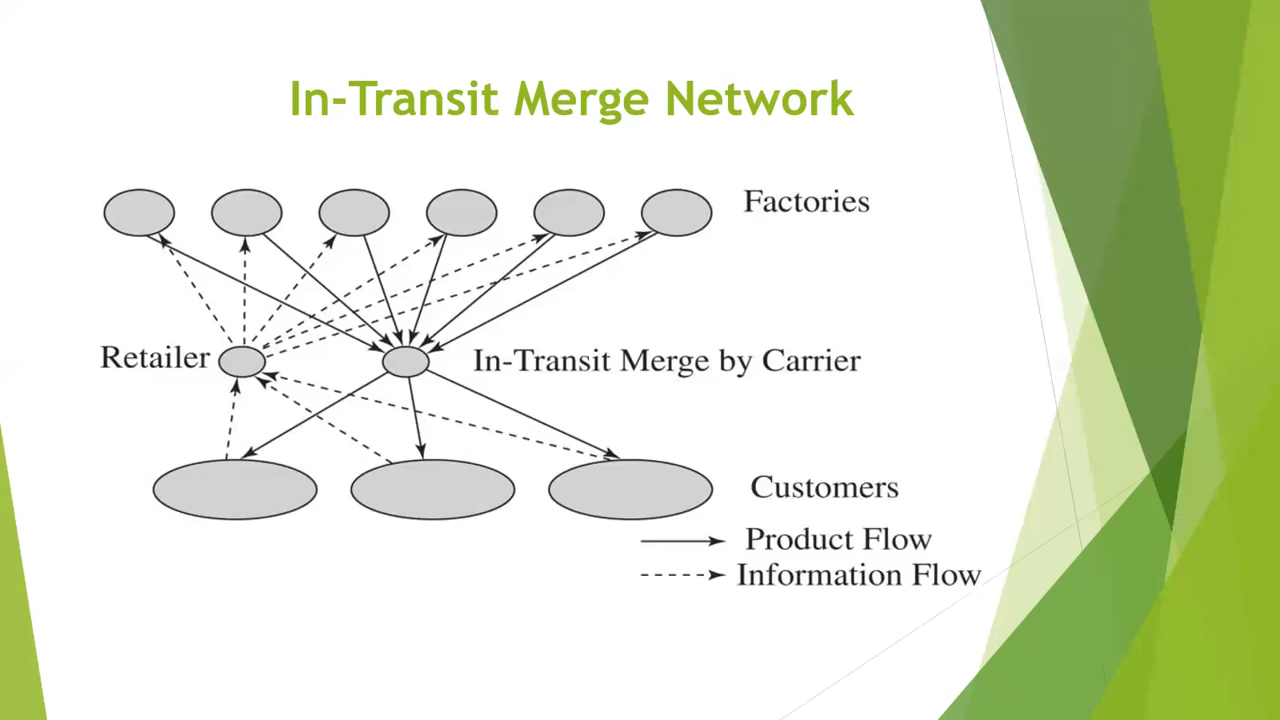 In-Transit Merge Network
Factories
Retailer
In-Transit Merge by Carrier
Customers
Product Flow
Information Flow